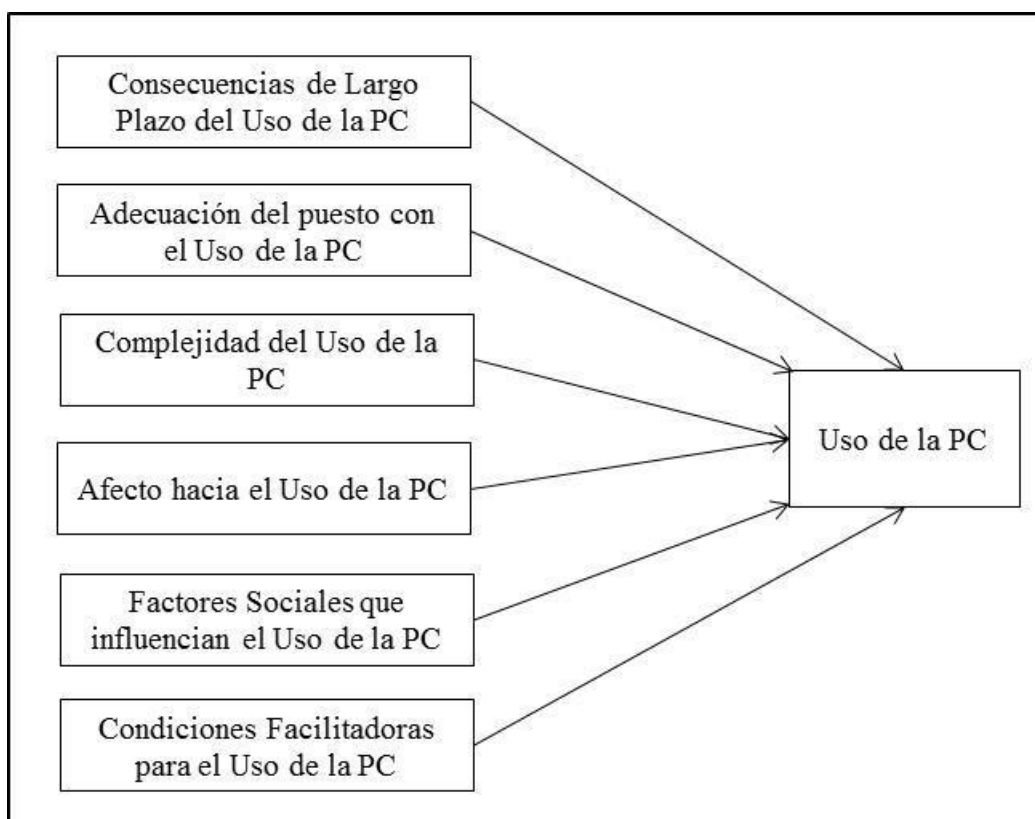 Consecuencias de Largo
Plazo del Uso de la PC
Adecuación del puesto con
el Uso de la PC
Complejidad del Uso de la
PC
Afecto hacia el Uso de la PC
Factores Sociales que
influencian el Uso de la PC
Condiciones Facilitadoras
para el Uso de la PC
Uso de la PC